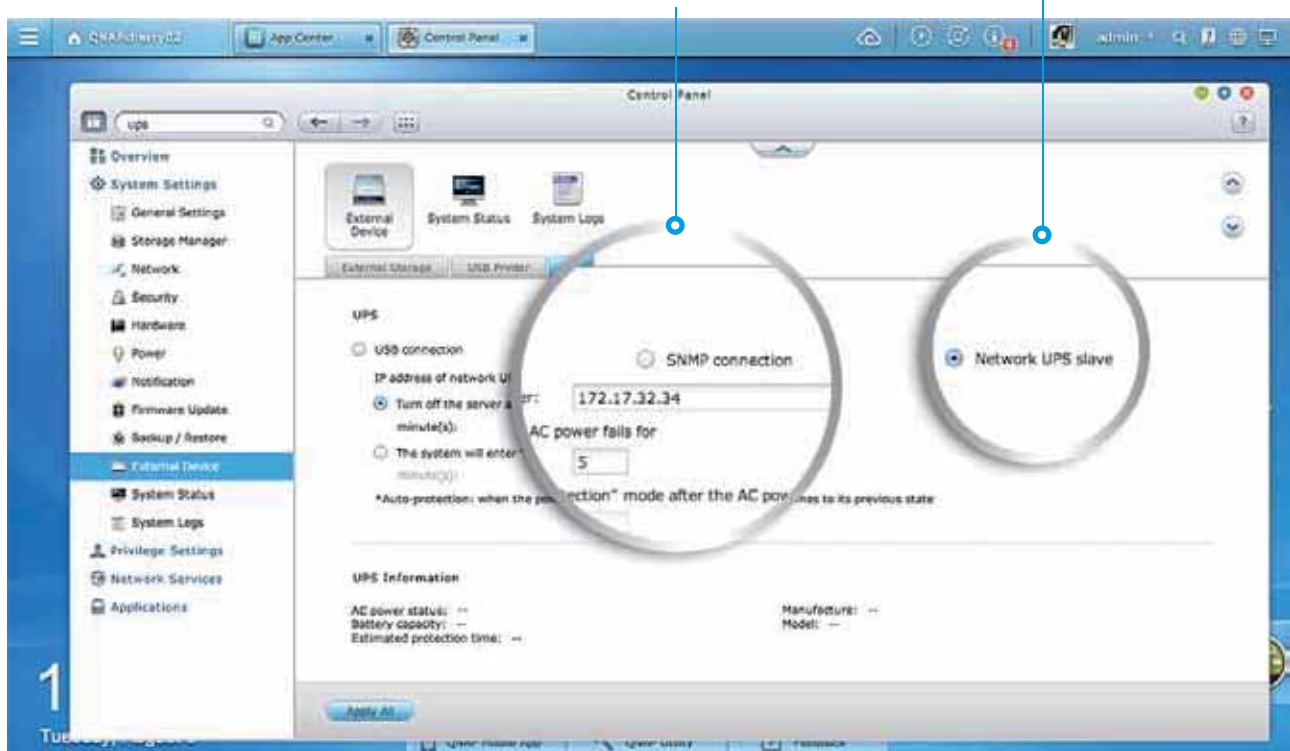 App Center
Control Panel
admin
Control Panel
ups
Overview
System Settings
General Settings
Storage Manager
Network
Security
Hardware
Power
Notification
Firmware Update
Backup / Restore
External Device
System Status
System Logs
Privilege Settings
Network Services
Applications
External Device
System Status
System Logs
External Storage
USB Printer
UPS
USB connection
SNMP connection
Network UPS slave
IP address of network
172.17.32.34
Turn off the server
AC power fails for
minute(s):
5
The system will enter
ection" mode after the AC
minute(s):
*Auto-protection: when the
to its previous state
UPS Information
AC power status: --
Manufacture: --
Battery capacity: --
Model: --
Estimated protection time: --
Apply All
1